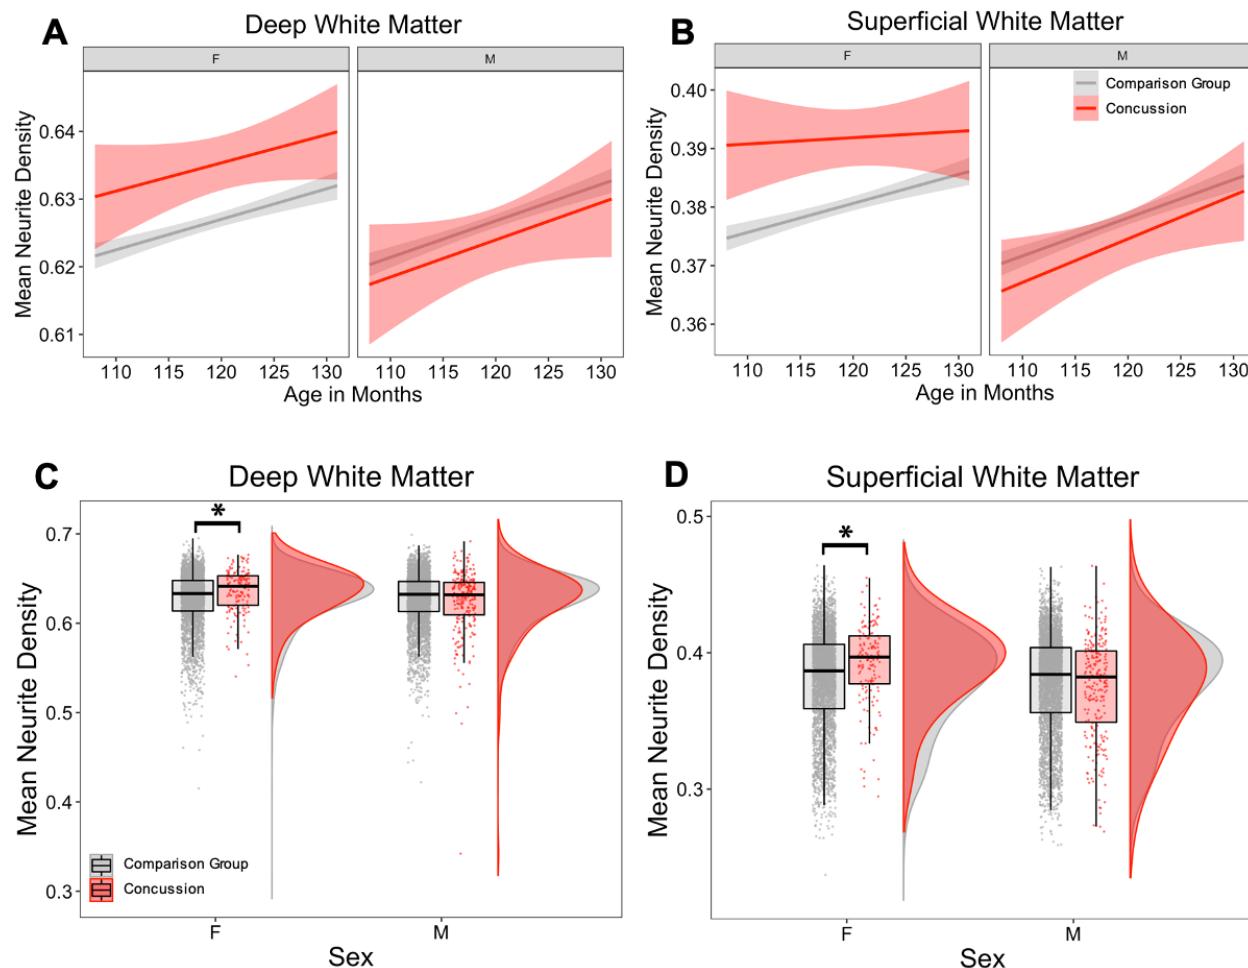 A
Deep White Matter
F
M
Mean Neurite Density
0.64
0.63
0.62
0.61
110 115 120 125 130 110 115 120 125 130
Age in Months
B
Superficial White Matter
F
M
Comparison Group
Concussion
Mean Neurite Density
0.40
0.39
0.38
0.37
0.36
110 115 120 125 130 110 115 120 125 130
Age in Months
C
Deep White Matter
*
Mean Neurite Density
0.7
0.6
0.5
0.4
0.3
Comparison Group
Concussion
F M
Sex
D
Superficial White Matter
*
Mean Neurite Density
0.5
0.4
0.3
F M
Sex